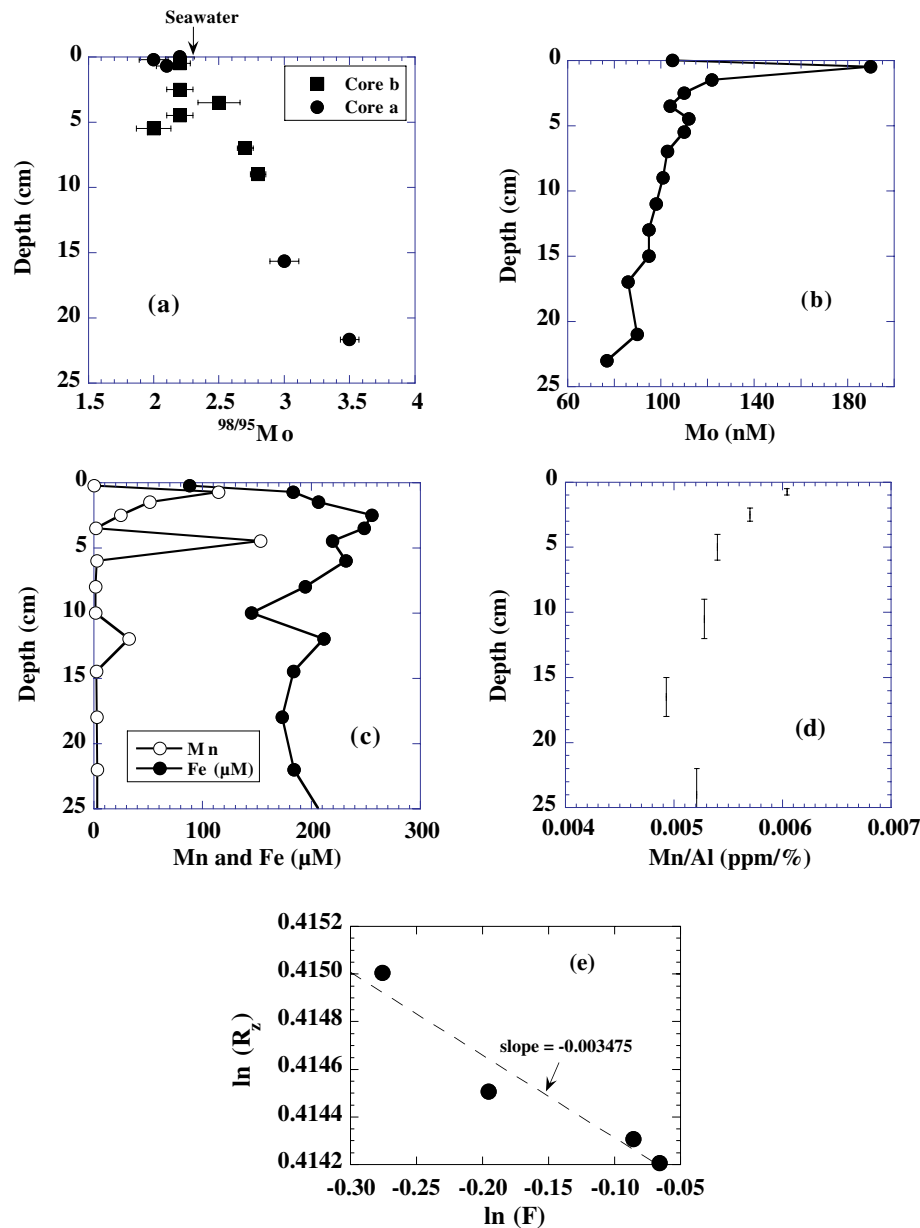 Seawater
0
5
10
15
20
25
Depth (cm)
Core b
Core a
(a)
1.5 2 2.5 3 3.5 4
98/95Mo
0
5
10
15
20
25
Depth (cm)
(b)
60 100 140 180
Mo (nM)
0
5
10
15
20
25
Depth (cm)
Mn
Fe (µM)
(c)
0 100 200 300
Mn and Fe (µM)
0
5
10
15
20
25
Depth (cm)
(d)
0.004 0.005 0.006 0.007
Mn/Al (ppm/%)
0.4152
0.4150
0.4148
0.4146
0.4144
0.4142
ln (Rz)
(e)
slope = -0.003475
-0.30 -0.25 -0.20 -0.15 -0.10 -0.05
ln (F)